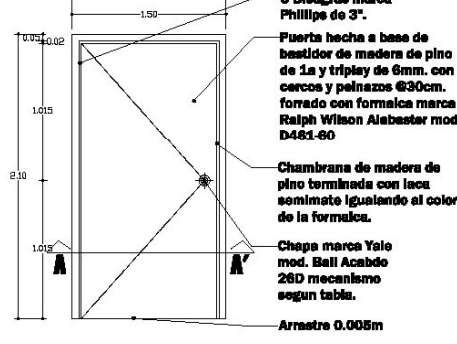 3 Bisagras marca
Phillips de 3".
1.50
0.05
0.02
Puerta hecha a base de
bastidor de madera de pino
de 1a y triplay de 6mm. con
cercos y peinazos @30cm.
forrado con formaica marca
Ralph Wilson Alabaster mod
D461-60
1.015
2.10
Chambrana de madera de
pino terminada con laca
semimate igualando al color
de la formaica.
1.015
A
A'
Chapa marca Yale
mod. Ball Acabdo
26D mecanismo
segun tabla.
Arrastre 0.005m